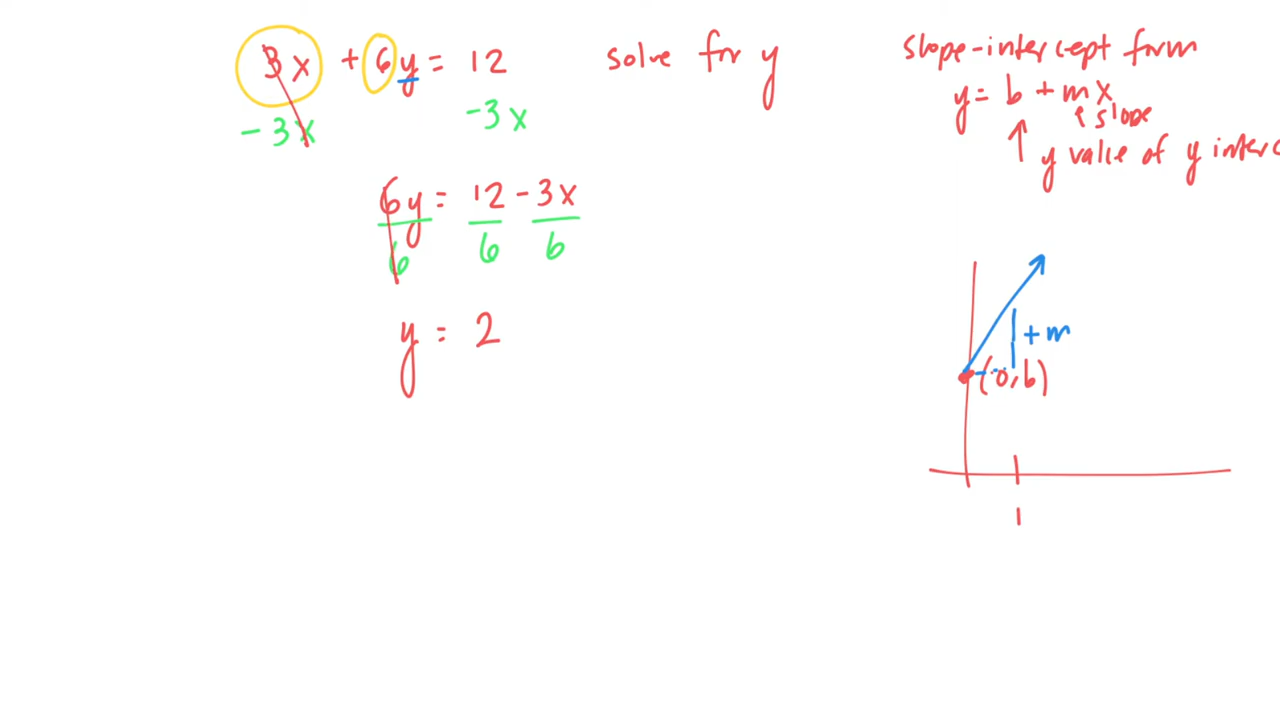 3x + 6y = 12 solve for y
-3x -3x
6y = 12 - 3x
6 6 6
y = 2
slope-intercept form
y = b + mx
slope
y value of y interc
+m
(0,b)
1